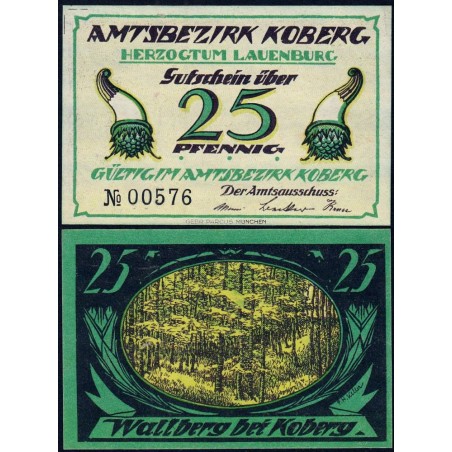 AMTSBEZIRK KOBERG
HERZOGTUM LAUENBURG
Gutschein über
25
PFENNIG
GÜLTIG IM AMTSBEZIRK KOBERG
Der Amtsausschuss:
№ 00576
GEBR. PARCUS MÜNCHEN
25 25
Wallberg bei Koberg.